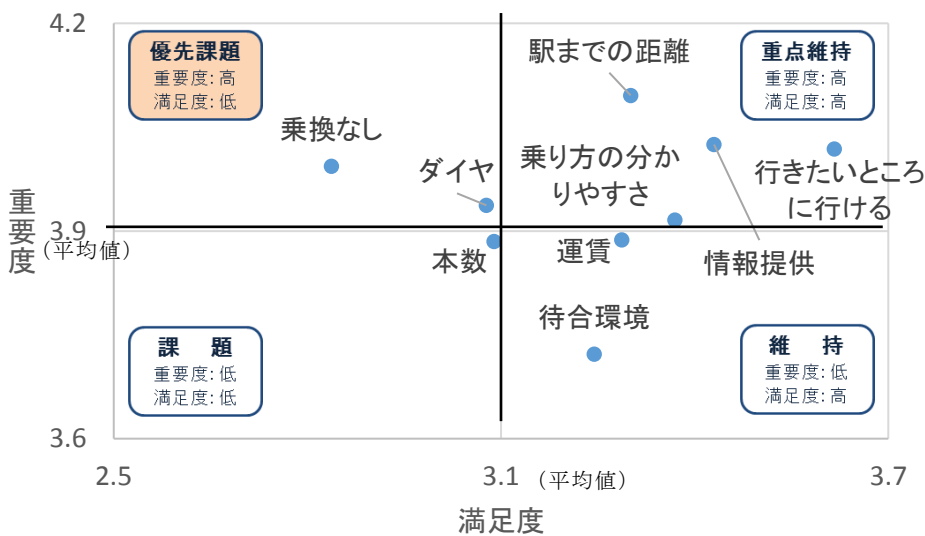 4.2
優先課題
重要度：高
満足度：低
駅までの距離
重点維持
重要度：高
満足度：高
乗換なし
ダイヤ
乗り方の分か
りやすさ
行きたいところ
に行ける
重要度
3.9
(平均値)
本数
運賃
情報提供
待合環境
課　題
重要度：低
満足度：低
維　持
重要度：低
満足度：高
3.6
2.5
3.1
(平均値)
3.7
満足度